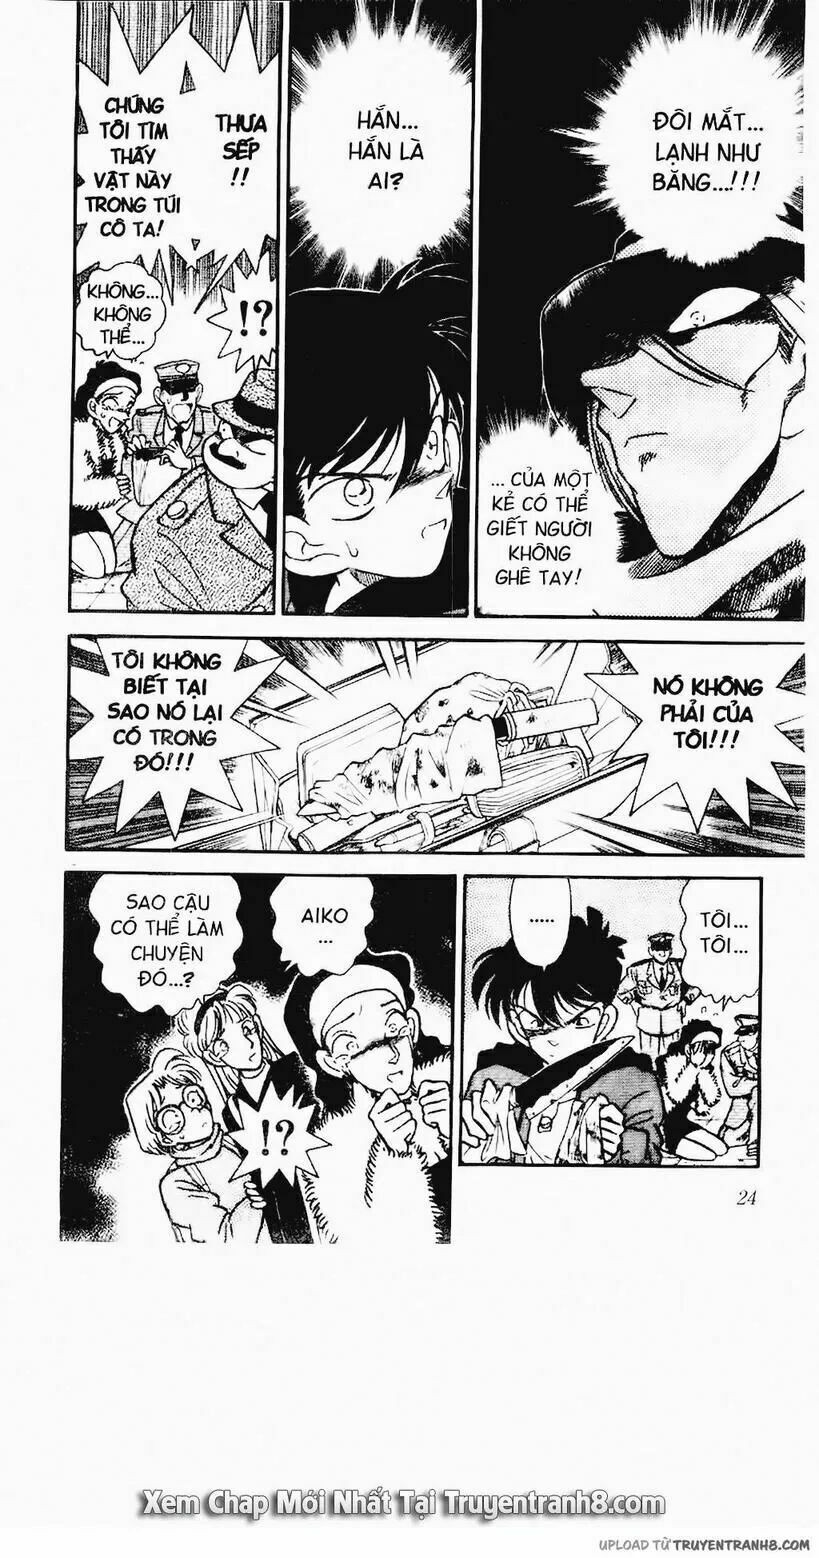 ĐÔI MẮT...
LẠNH NHƯ
BĂNG...!!!
... CỦA MỘT
KẺ CÓ THỂ
GIẾT NGƯỜI
KHÔNG
GHÊ TAY!
HẮN...
HẮN LÀ
AI?
THƯA
SẾP
!!
CHÚNG
TÔI TÌM
THẤY
VẬT NÀY
TRONG TÚI
CÔ TA!
!?
KHÔNG...
KHÔNG
THỂ...
NÓ KHÔNG
PHẢI CỦA
TÔI!!!
TÔI KHÔNG
BIẾT TẠI
SAO NÓ LẠI
CÓ TRONG
ĐÓ!!!
TÔI...
TÔI...
.....
AIKO
...
SAO CẬU
CÓ THỂ LÀM
CHUYỆN
ĐÓ...?
!?
24
Xem Chap Mới Nhất Tại Truyentranh8.com
UPLOAD TỪ TRUYENTRANH8.COM